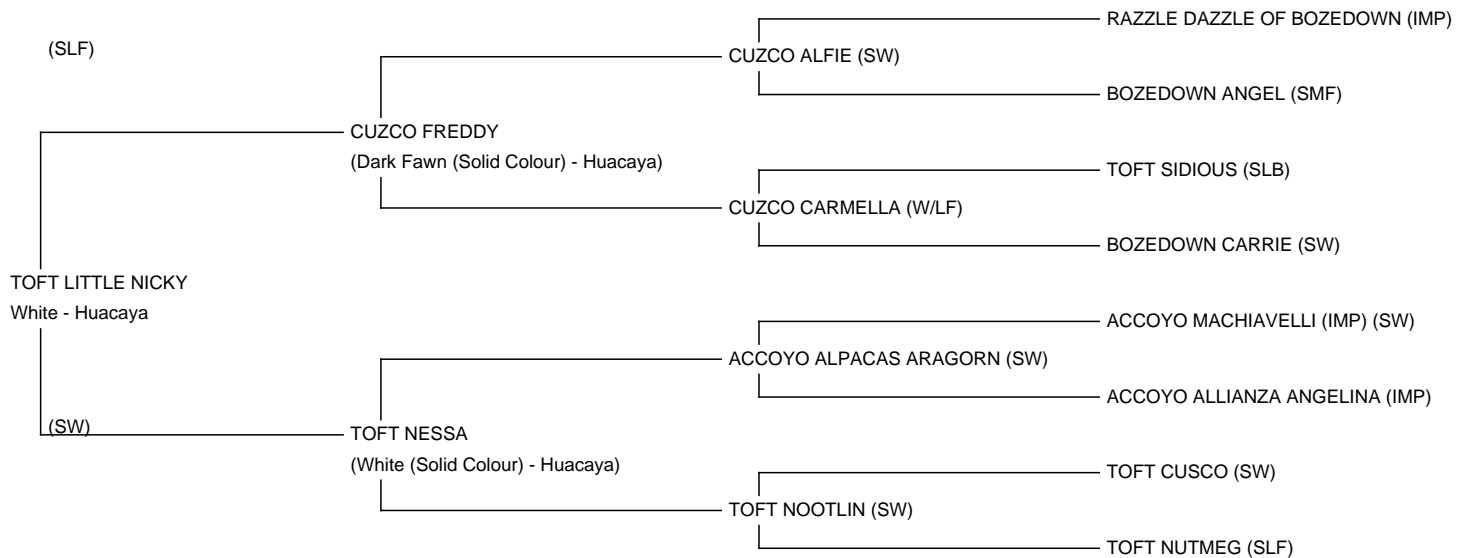 RAZZLE DAZZLE OF BOZEDOWN (IMP)
(SLF)
CUZCO ALFIE (SW)
BOZEDOWN ANGEL (SMF)
CUZCO FREDDY
(Dark Fawn (Solid Colour) - Huacaya)
TOFT SIDIOUS (SLB)
CUZCO CARMELLA (W/LF)
BOZEDOWN CARRIE (SW)
TOFT LITTLE NICKY
White - Huacaya
ACCOYO MACHIAVELLI (IMP) (SW)
ACCOYO ALPACAS ARAGORN (SW)
ACCOYO ALLIANZA ANGELINA (IMP)
(SW)
TOFT NESSA
(White (Solid Colour) - Huacaya)
TOFT CUSCO (SW)
TOFT NOOTLIN (SW)
TOFT NUTMEG (SLF)